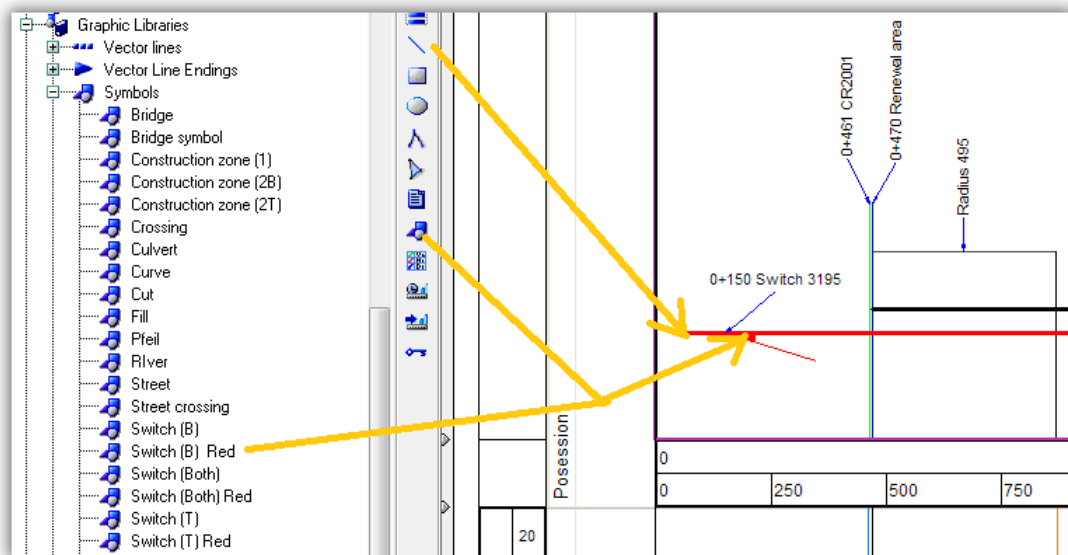 Graphic Libraries
Vector lines
Vector Line Endings
Symbols
Bridge
Bridge symbol
Construction zone (1)
Construction zone (2B)
Construction zone (2T)
Crossing
Culvert
Curve
Cut
Fill
Pfeil
RIver
Street
Street crossing
Switch (B)
Switch (B) Red
Switch (Both)
Switch (Both) Red
Switch (T)
Switch (T) Red
0+461 CR2001
0+470 Renewal area
Radius 495
0+150 Switch 3195
Posession
0
0 250 500 750
20